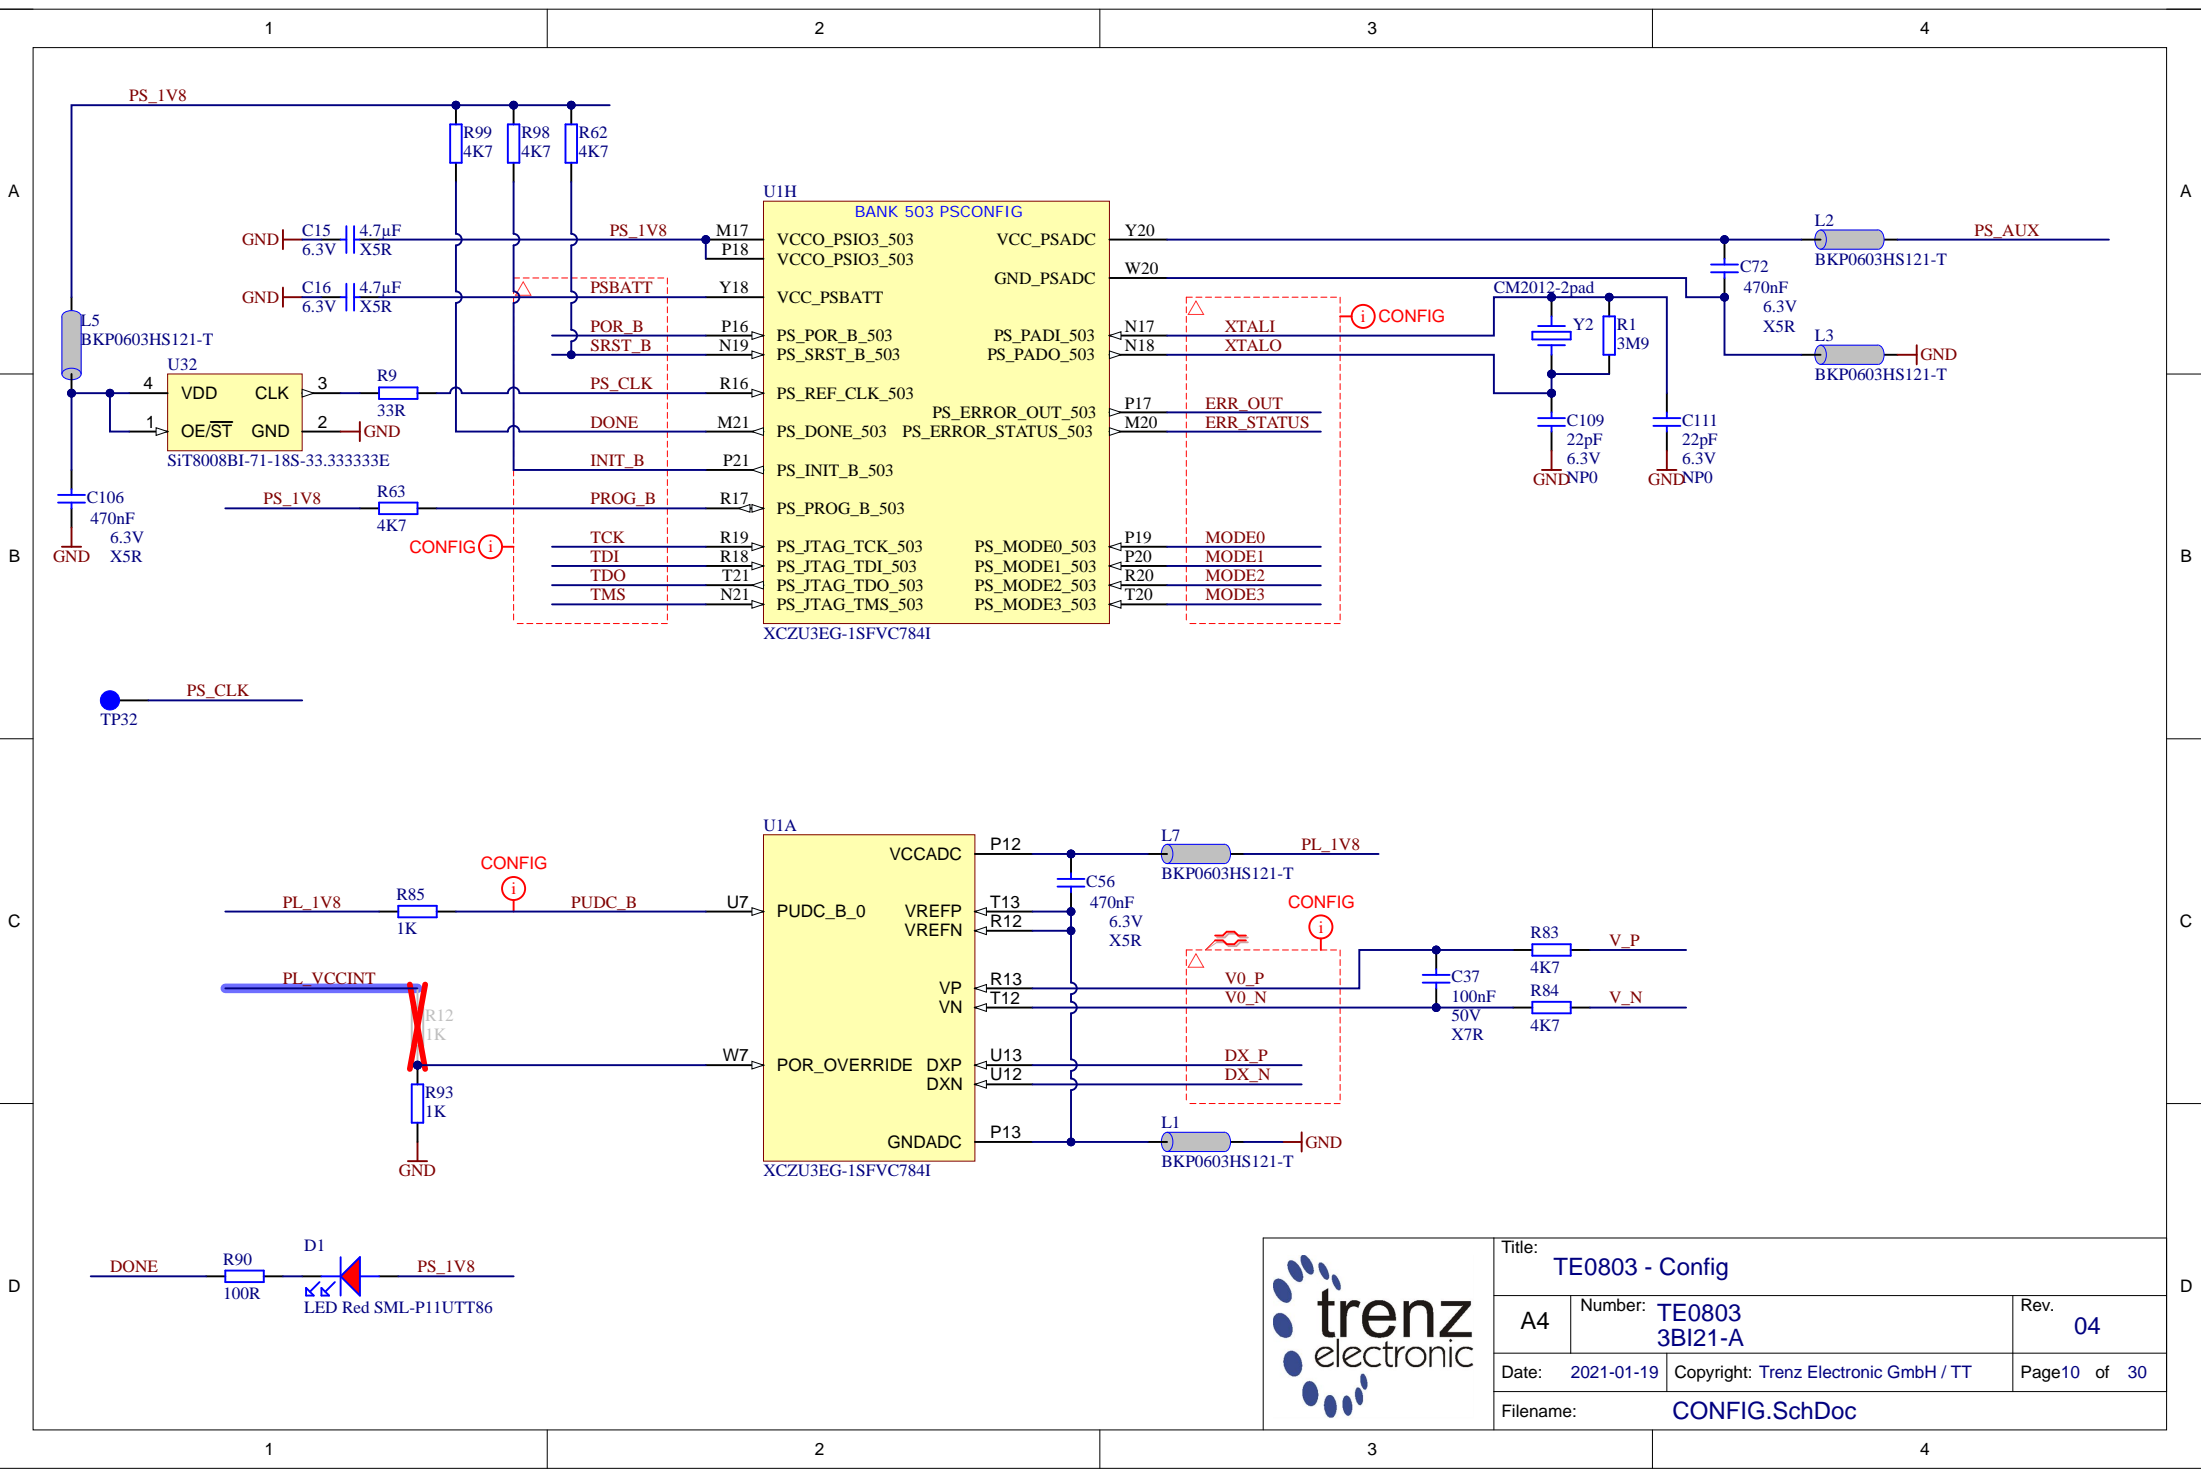 1 2 3 4
A A
B B
C C
D D
1 2 3 4
PS_1V8
R99
4K7
R98
4K7
R62
4K7
GND
C15
6.3V
4.7µF
X5R
PS_1V8
M17
P18
GND
C16
6.3V
4.7µF
X5R
PSBATT
Y18
POR_B
P16
SRST_B
N19
L5
BKP0603HS121-T
U32
4
VDD
CLK
3
1
OE/ST
GND
2
GND
SiT8008BI-71-18S-33.333333E
R9
33R
PS_CLK
R16
DONE
M21
INIT_B
P21
C106
470nF
6.3V
X5R
GND
PS_1V8
R63
4K7
PROG_B
R17
CONFIG
i
TCK
R19
TDI
R18
TDO
T21
TMS
N21
U1H
BANK 503 PSCONFIG
VCCO_PSIO3_503
VCCO_PSIO3_503
VCC_PSBATT
PS_POR_B_503
PS_SRST_B_503
PS_REF_CLK_503
PS_DONE_503
PS_INIT_B_503
PS_PROG_B_503
PS_JTAG_TCK_503
PS_JTAG_TDI_503
PS_JTAG_TDO_503
PS_JTAG_TMS_503
VCC_PSADC
GND_PSADC
PS_PADI_503
PS_PADO_503
PS_ERROR_OUT_503
PS_ERROR_STATUS_503
PS_MODE0_503
PS_MODE1_503
PS_MODE2_503
PS_MODE3_503
XCZU3EG-1SFVC784I
Y20
W20
N17
XTALI
N18
XTALO
P17
ERR_OUT
M20
ERR_STATUS
P19
MODE0
P20
MODE1
R20
MODE2
T20
MODE3
i
CONFIG
CM2012-2pad
Y2
R1
3M9
C109
22pF
6.3V
NP0
GND
C111
22pF
6.3V
NP0
GND
C72
470nF
6.3V
X5R
L2
BKP0603HS121-T
PS_AUX
L3
BKP0603HS121-T
GND
PS_CLK
TP32
U1A
VCCADC
PUDC_B_0
VREFP
VREFN
VP
VN
POR_OVERRIDE
DXP
DXN
GNDADC
XCZU3EG-1SFVC784I
PL_1V8
R85
1K
CONFIG
i
PUDC_B
U7
PL_VCCINT
R12
1K
W7
R93
1K
GND
P12
L7
BKP0603HS121-T
PL_1V8
C56
470nF
6.3V
X5R
T13
R12
CONFIG
i
R13
V0_P
T12
V0_N
U13
DX_P
U12
DX_N
P13
L1
BKP0603HS121-T
GND
C37
100nF
50V
X7R
R83
4K7
V_P
R84
4K7
V_N
DONE
R90
100R
D1
LED Red SML-P11UTT86
PS_1V8
trenz
electronic
Title:
TE0803 - Config
A4
Number: TE0803
3BI21-A
Rev.
04
Date: 2021-01-19
Copyright: Trenz Electronic GmbH / TT
Page10 of 30
Filename: CONFIG.SchDoc